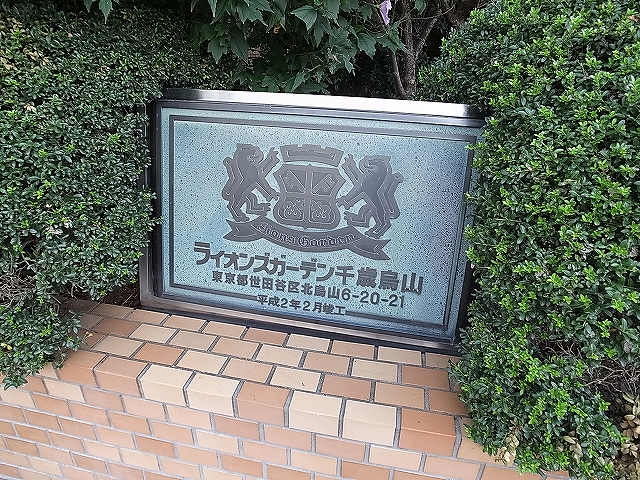 Lions Garden
ライオンズガーデン千歳烏山
東京都世田谷区北烏山6-20-21
平成2年2月竣工